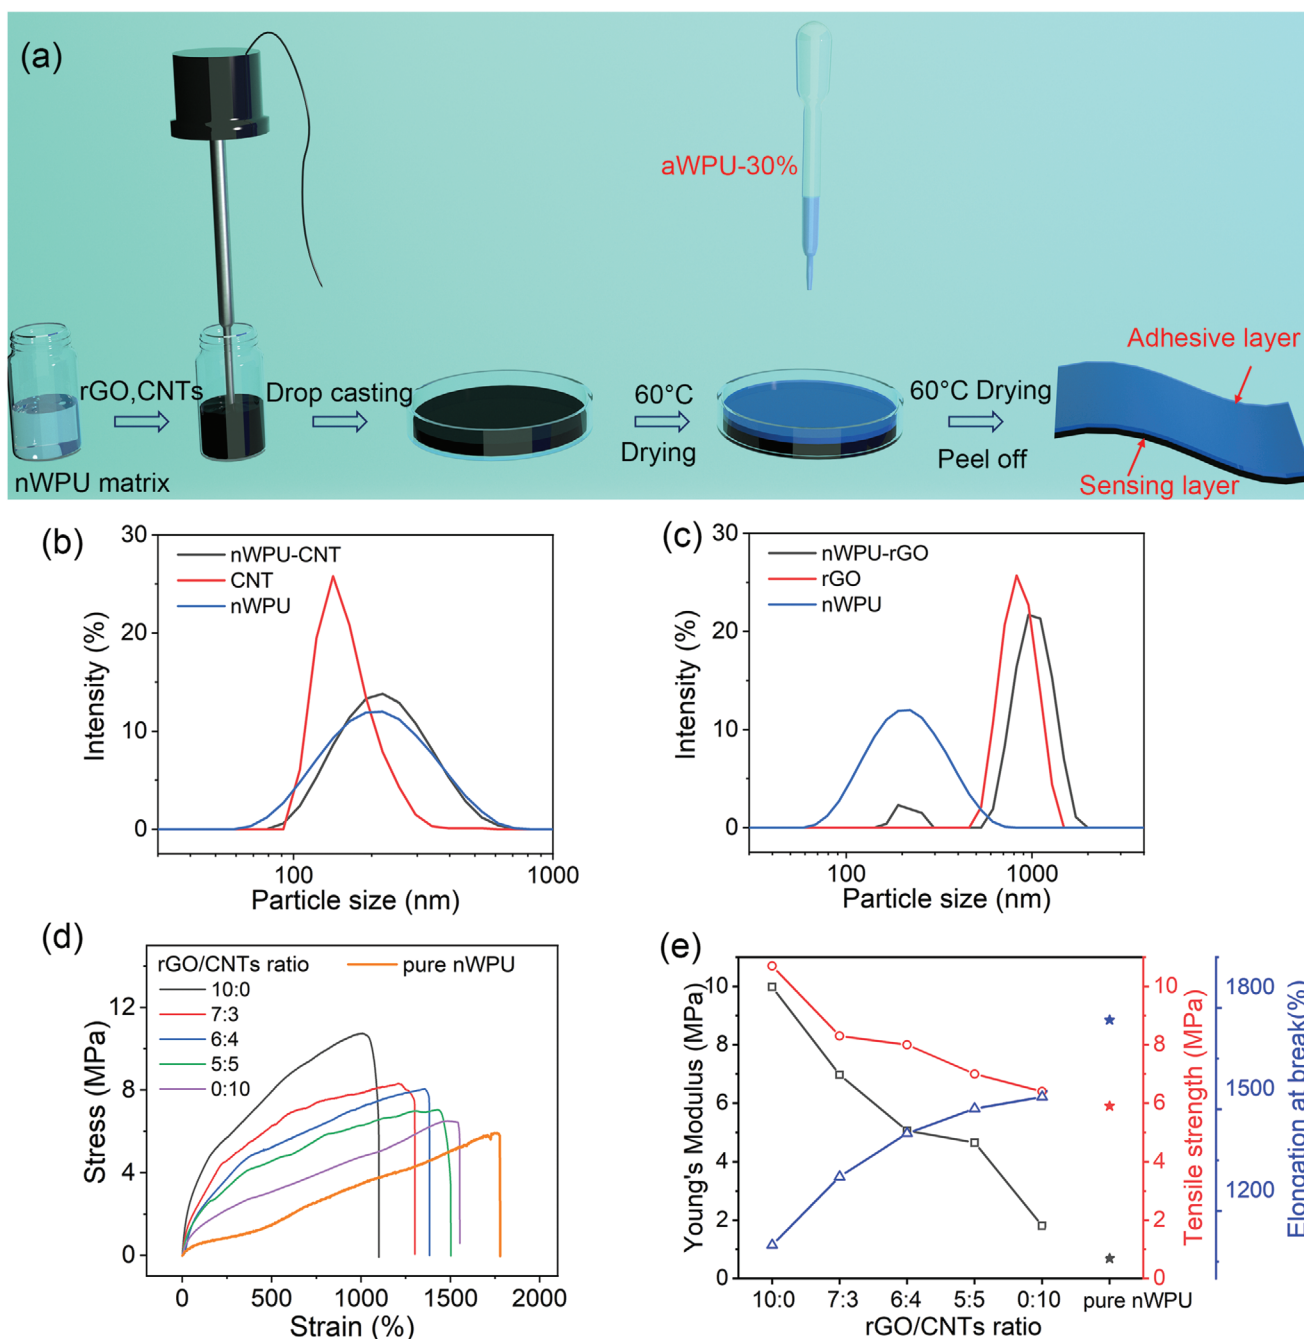 (a)
aWPU-30%
Adhesive layer
rGO,CNTs
Drop casting
60°C
Drying
60°C Drying
Peel off
nWPU matrix
Sensing layer
(b)
30
20
10
0
Intensity (%)
nWPU-CNT
CNT
nWPU
100
1000
Particle size (nm)
(c)
30
20
10
0
Intensity (%)
nWPU-rGO
rGO
nWPU
100
1000
Particle size (nm)
(d)
rGO/CNTs ratio
pure nWPU
10:0
7:3
6:4
5:5
0:10
12
8
4
0
Stress (MPa)
0
500
1000
1500
2000
Strain (%)
(e)
10
8
6
4
2
0
Young's Modulus (MPa)
10
8
6
4
2
0
Tensile strength (MPa)
1800
1500
1200
Elongation at break(%)
10:0
7:3
6:4
5:5
0:10
pure nWPU
rGO/CNTs ratio